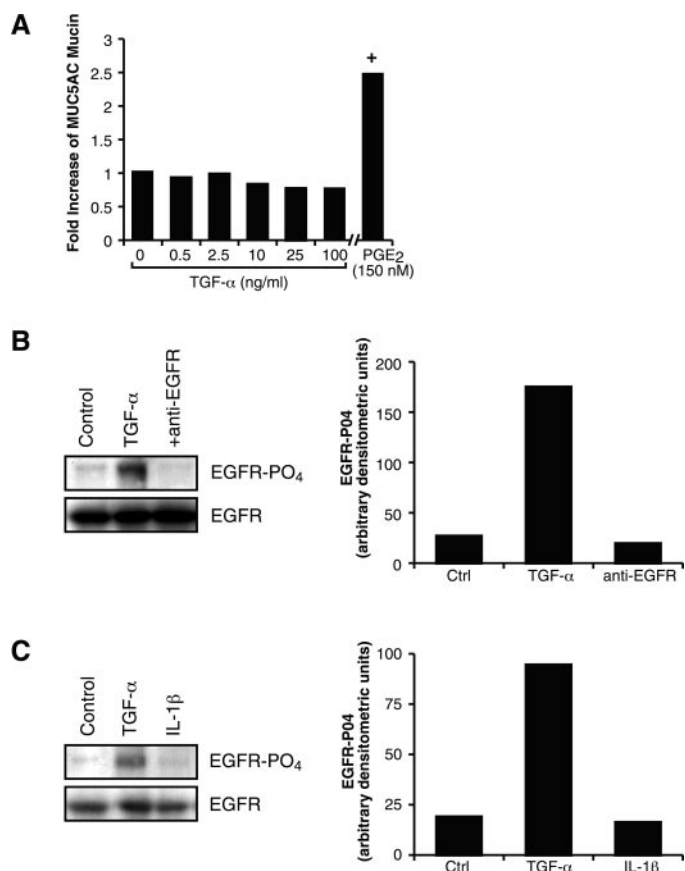 A
Fold Increase of MUC5AC Mucin
3
2.5
2
1.5
1
0.5
0
+
0 0.5 2.5 10 25 100 PGE2
(150 nM)
TGF-α (ng/ml)
B
Control
TGF-α
+anti-EGFR
EGFR-PO4
EGFR
EGFR-P04
(arbitrary densitometric units)
200
150
100
50
0
Ctrl TGF-α anti-EGFR
C
Control
TGF-α
IL-1β
EGFR-PO4
EGFR
EGFR-P04
(arbitrary densitometric units)
100
75
50
25
0
Ctrl TGF-α IL-1β